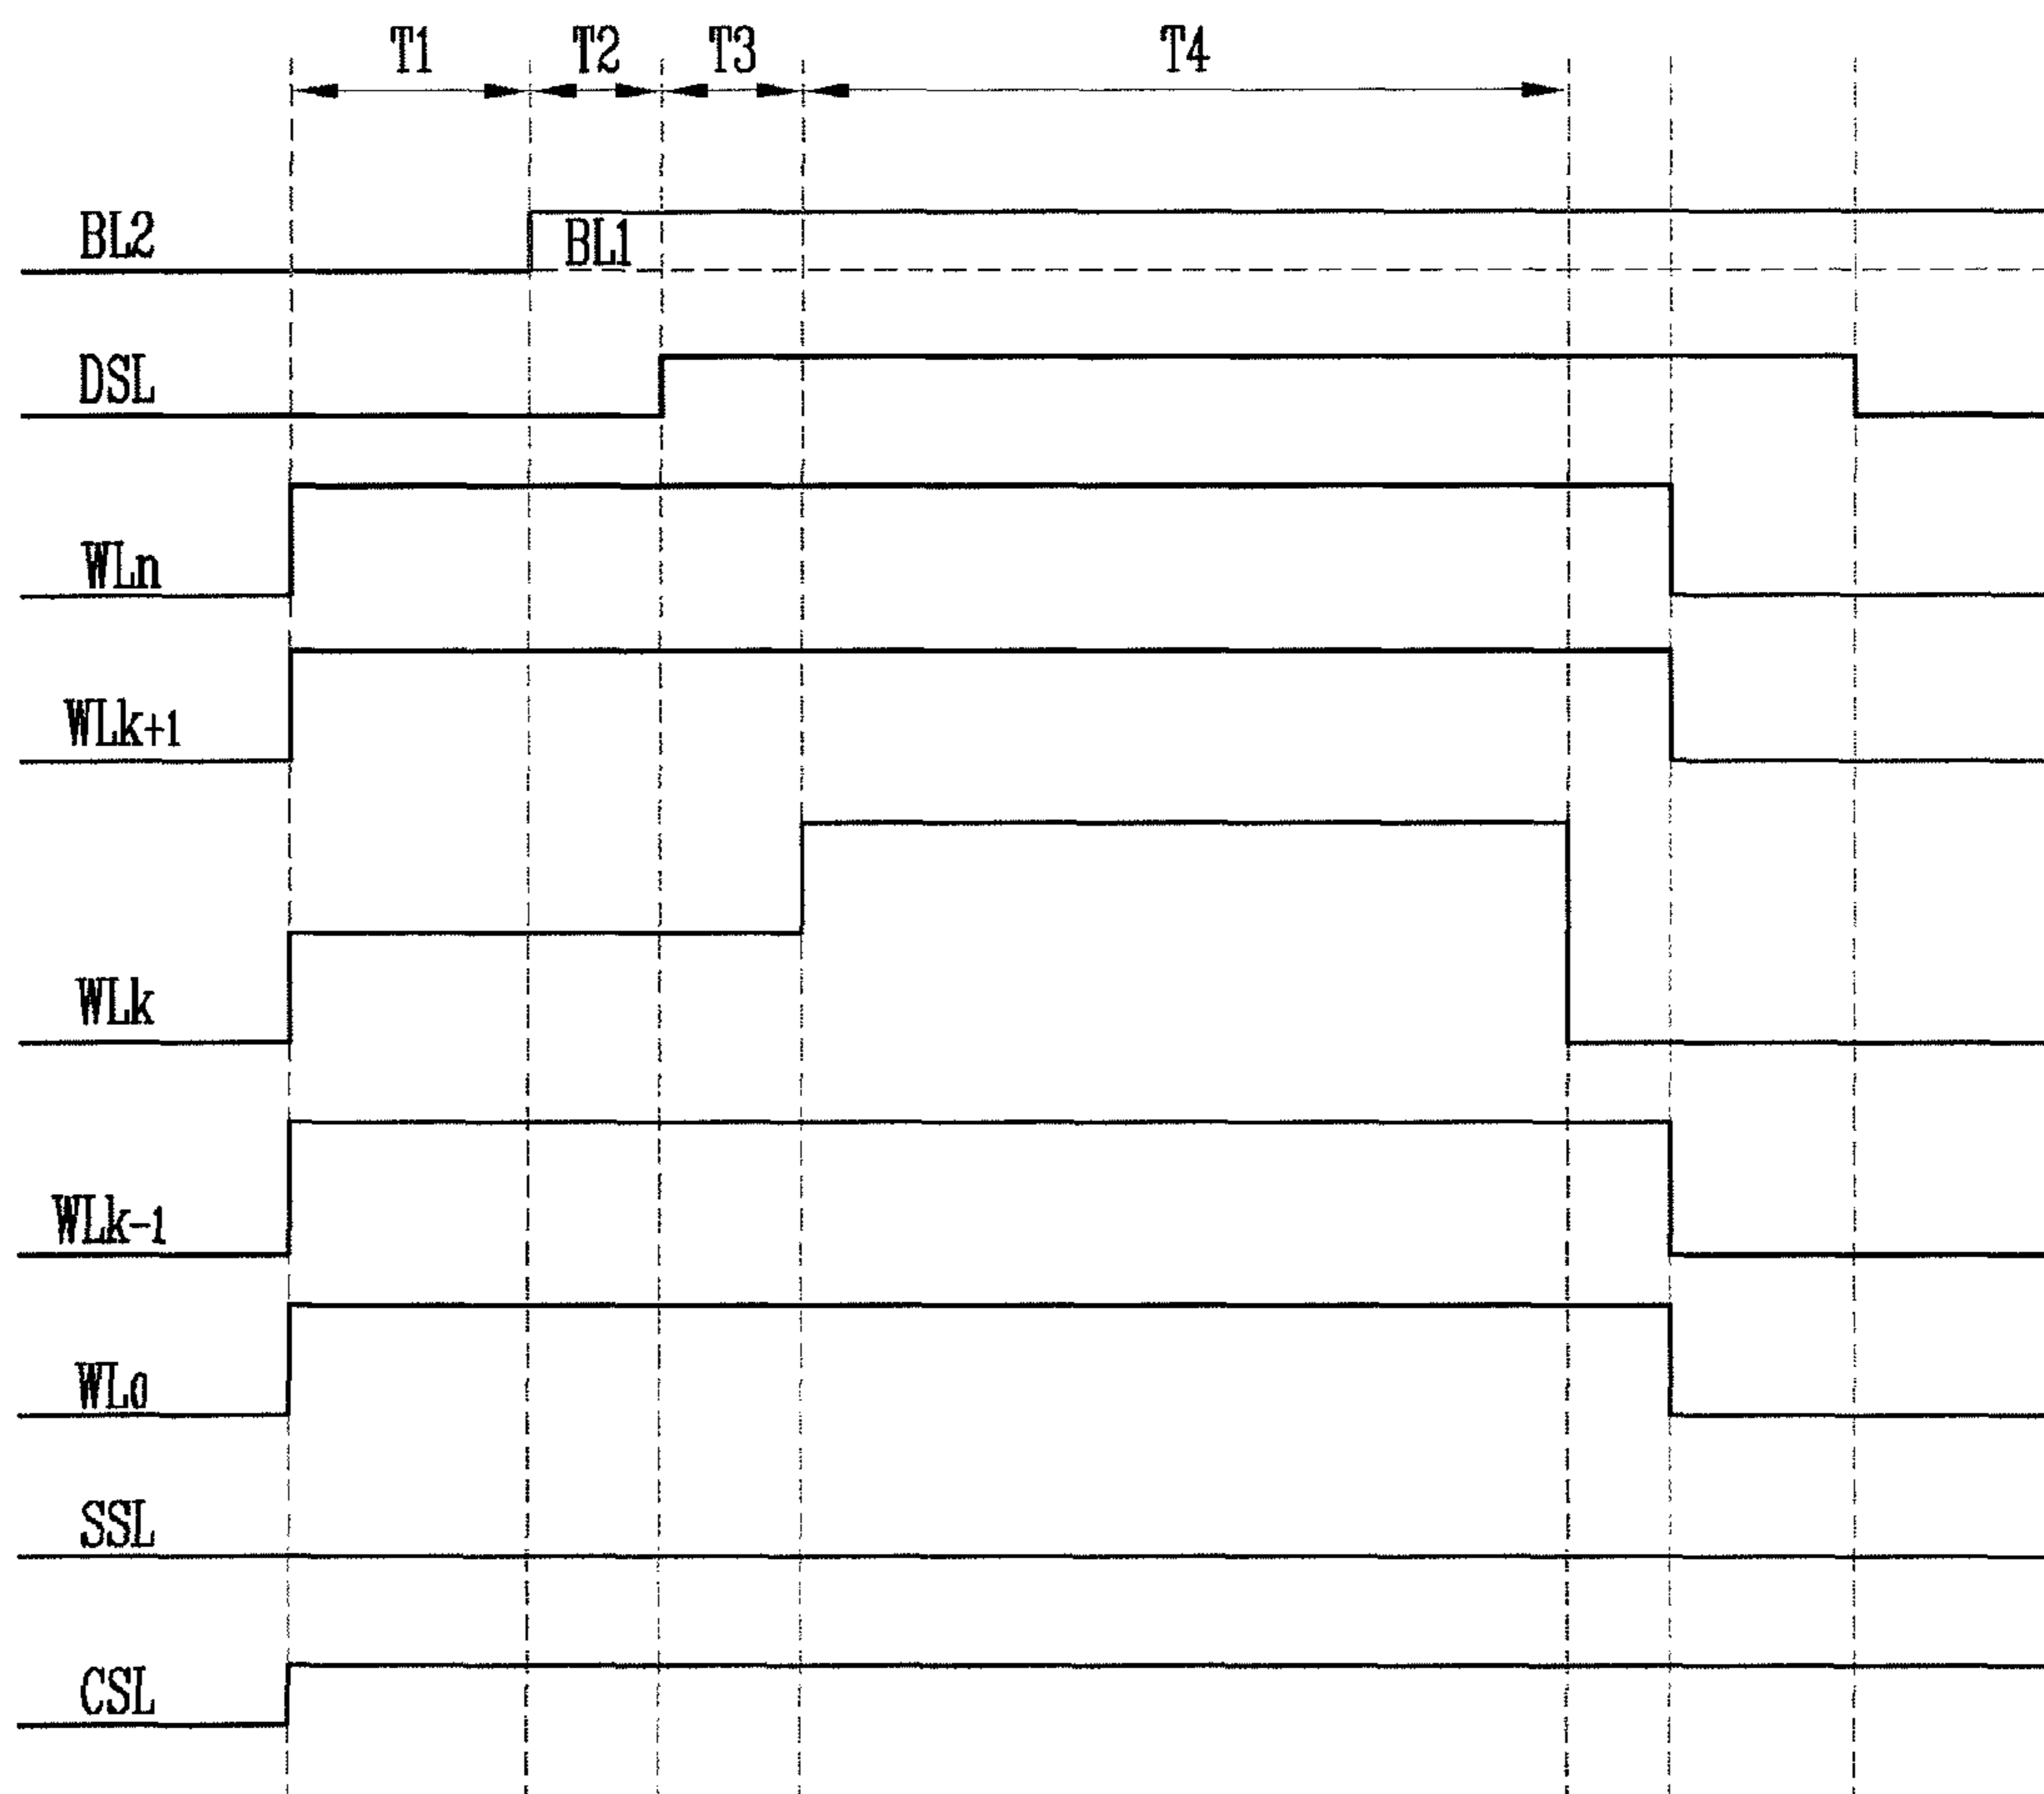 T1 T2 T3 T4
BL2 BL1
DSL
WLn
WLk+1
WLk
WLk-1
WL0
SSL
CSL